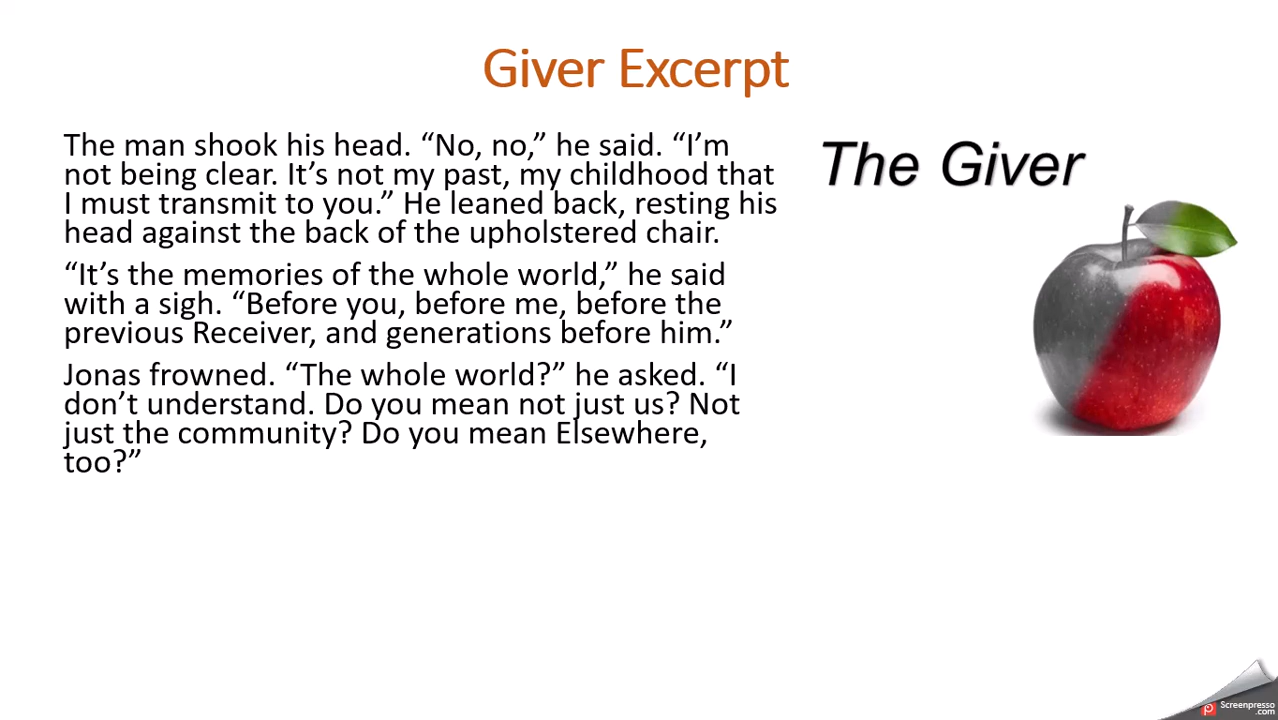 Giver Excerpt
The man shook his head. “No, no,” he said. “I’m
not being clear. It’s not my past, my childhood that
I must transmit to you.” He leaned back, resting his
head against the back of the upholstered chair.
“It’s the memories of the whole world,” he said
with a sigh. “Before you, before me, before the
previous Receiver, and generations before him.”
Jonas frowned. “The whole world?” he asked. “I
don’t understand. Do you mean not just us? Not
just the community? Do you mean Elsewhere,
too?”
The Giver
Screenpresso
.com